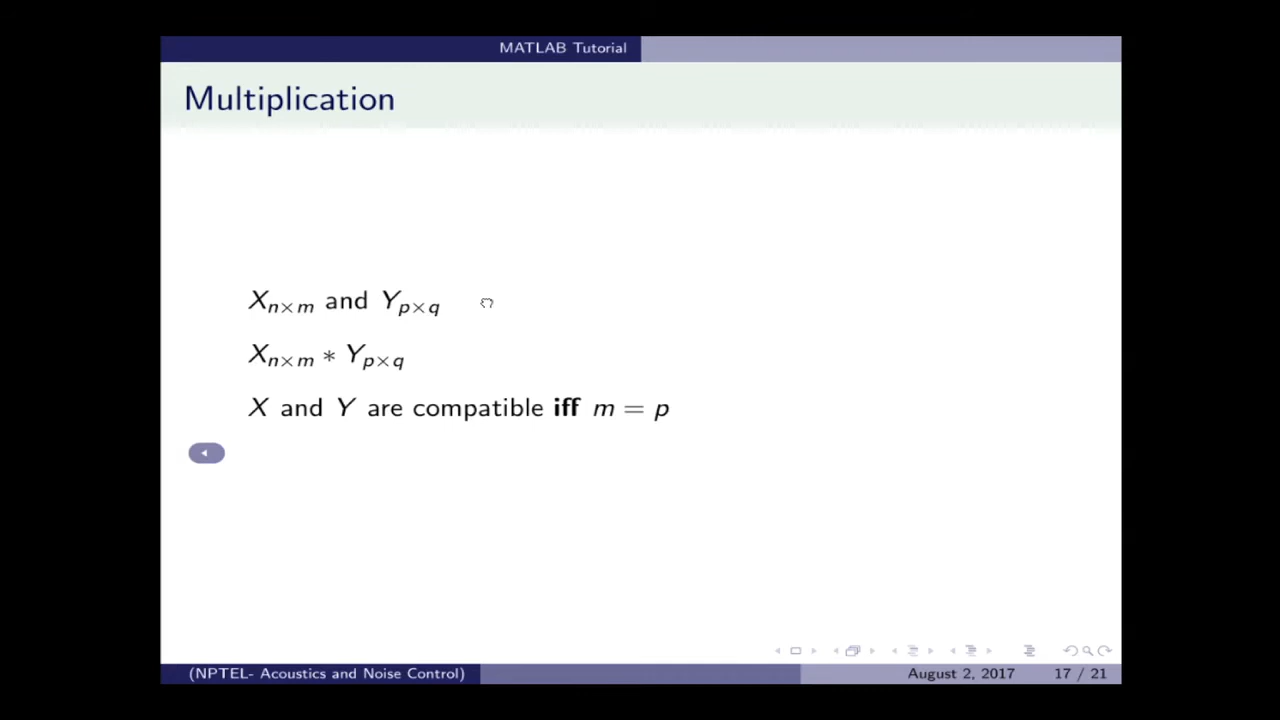 MATLAB Tutorial
Multiplication
Xn×m and Yp×q
Xn×m ∗ Yp×q
X and Y are compatible iff m = p
(NPTEL- Acoustics and Noise Control)
August 2, 2017
17 / 21